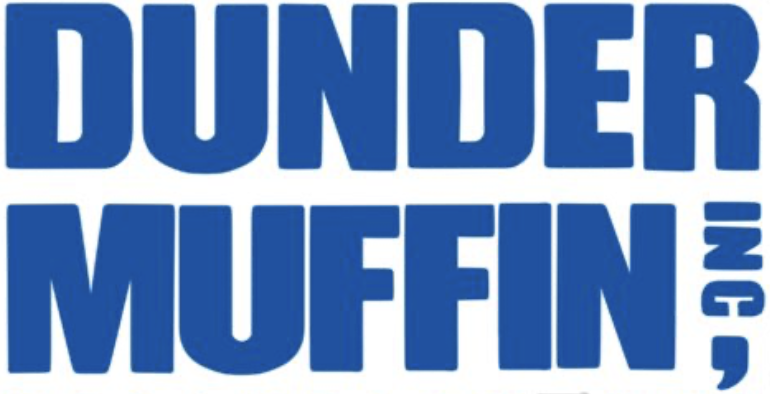 DUNDER
MUFFIN
INC,